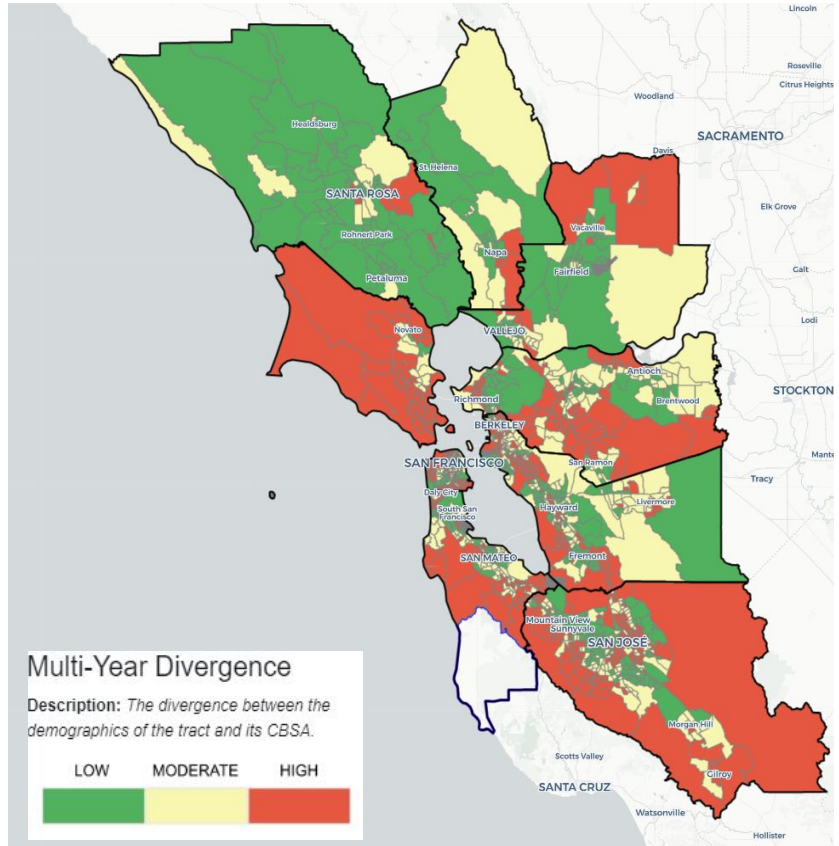 Lincoln
Roseville
Citrus Heights
Woodland
SACRAMENTO
Davis
Healdsburg
St. Helena
SANTA ROSA
Elk Grove
Vacaville
Rohnert Park
Napa
Galt
Fairfield
Petaluma
Lodi
Novato
VALLEJO
Antioch
STOCKTON
Richmond
Brentwood
BERKELEY
Mante
SAN FRANCISCO
San Ramon
Tracy
Daly City
Livermore
South San
Francisco
Hayward
SAN MATEO
Fremont
Mountain View
Sunnyvale
SAN JOSÉ
Morgan Hill
Scotts Valley
Gilroy
SANTA CRUZ
Watsonville
Hollister
Multi-Year Divergence
Description: The divergence between the
demographics of the tract and its CBSA.
LOW MODERATE HIGH